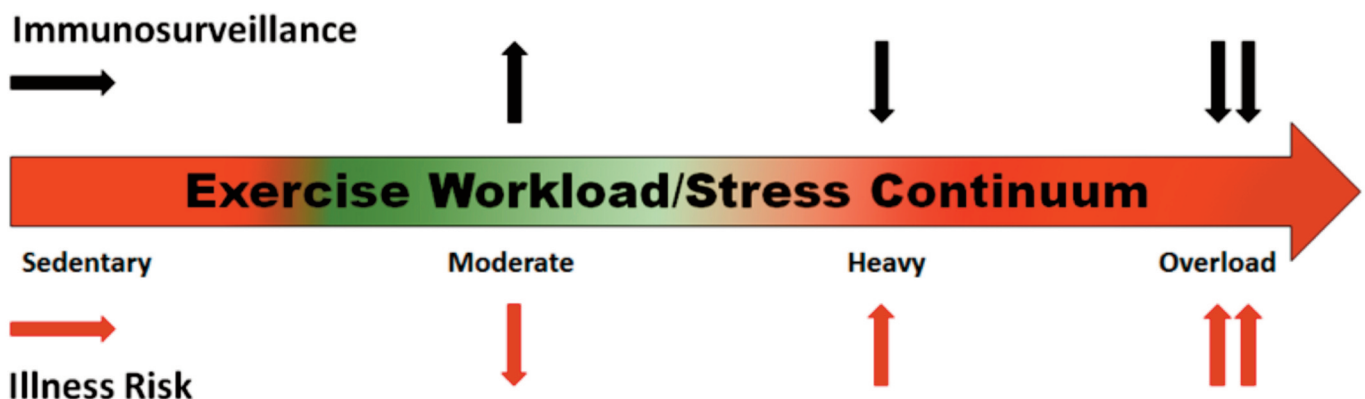 Immunosurveillance
Exercise Workload/Stress Continuum
Sedentary Moderate Heavy Overload
Illness Risk